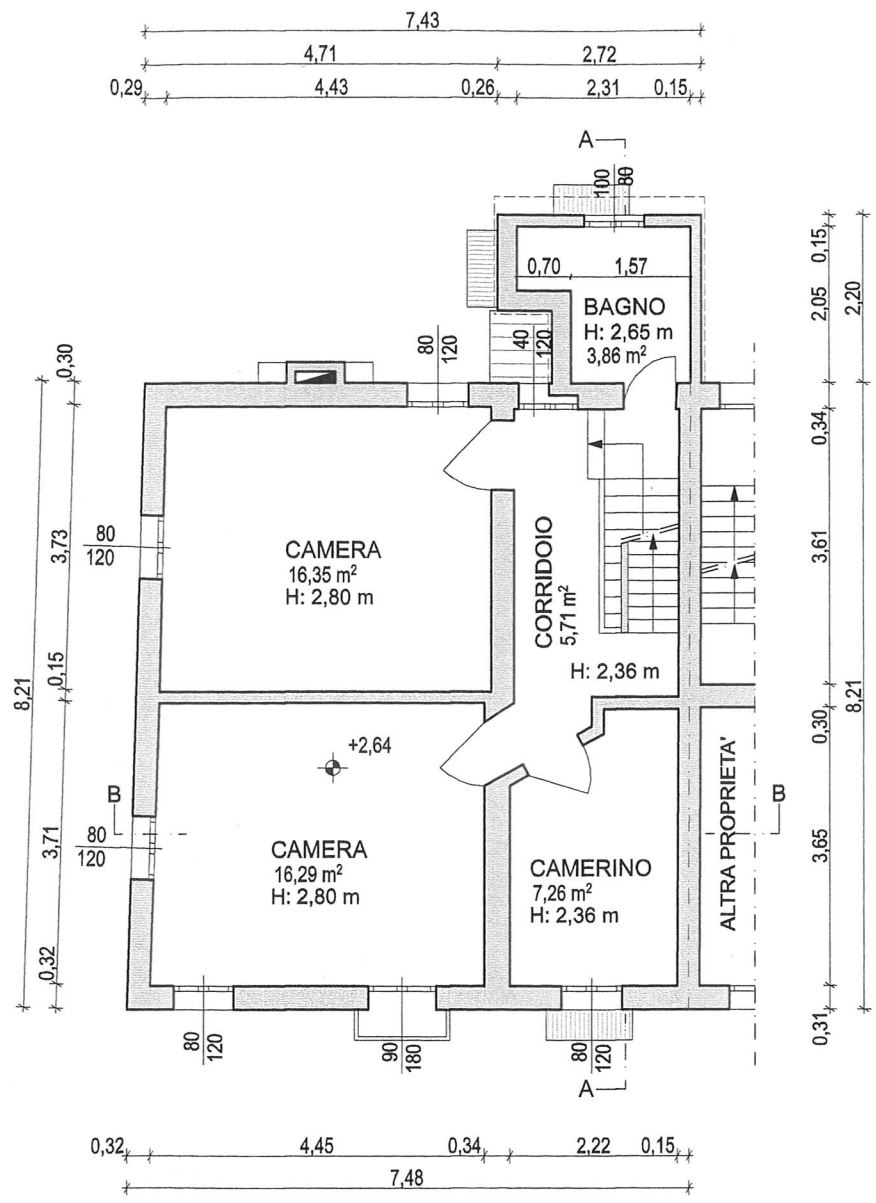 7,43
4,71 2,72
0,29 4,43 0,26 2,31 0,15
A
100
80
0,70 1,57
BAGNO
H: 2,65 m
3,86 m²
0,15
2,05
2,20
80
120
40
120
0,30
0,34
CAMERA
16,35 m²
H: 2,80 m
80
120
3,73
0,15
8,21
CORRIDOIO
5,71 m²
H: 2,36 m
3,61
0,30
8,21
+2,64
B
80
120
3,71
CAMERA
16,29 m²
H: 2,80 m
CAMERINO
7,26 m²
H: 2,36 m
ALTRA PROPRIETA'
B
3,65
0,32
0,31
80
120
90
180
80
120
A
0,32 4,45 0,34 2,22 0,15
7,48